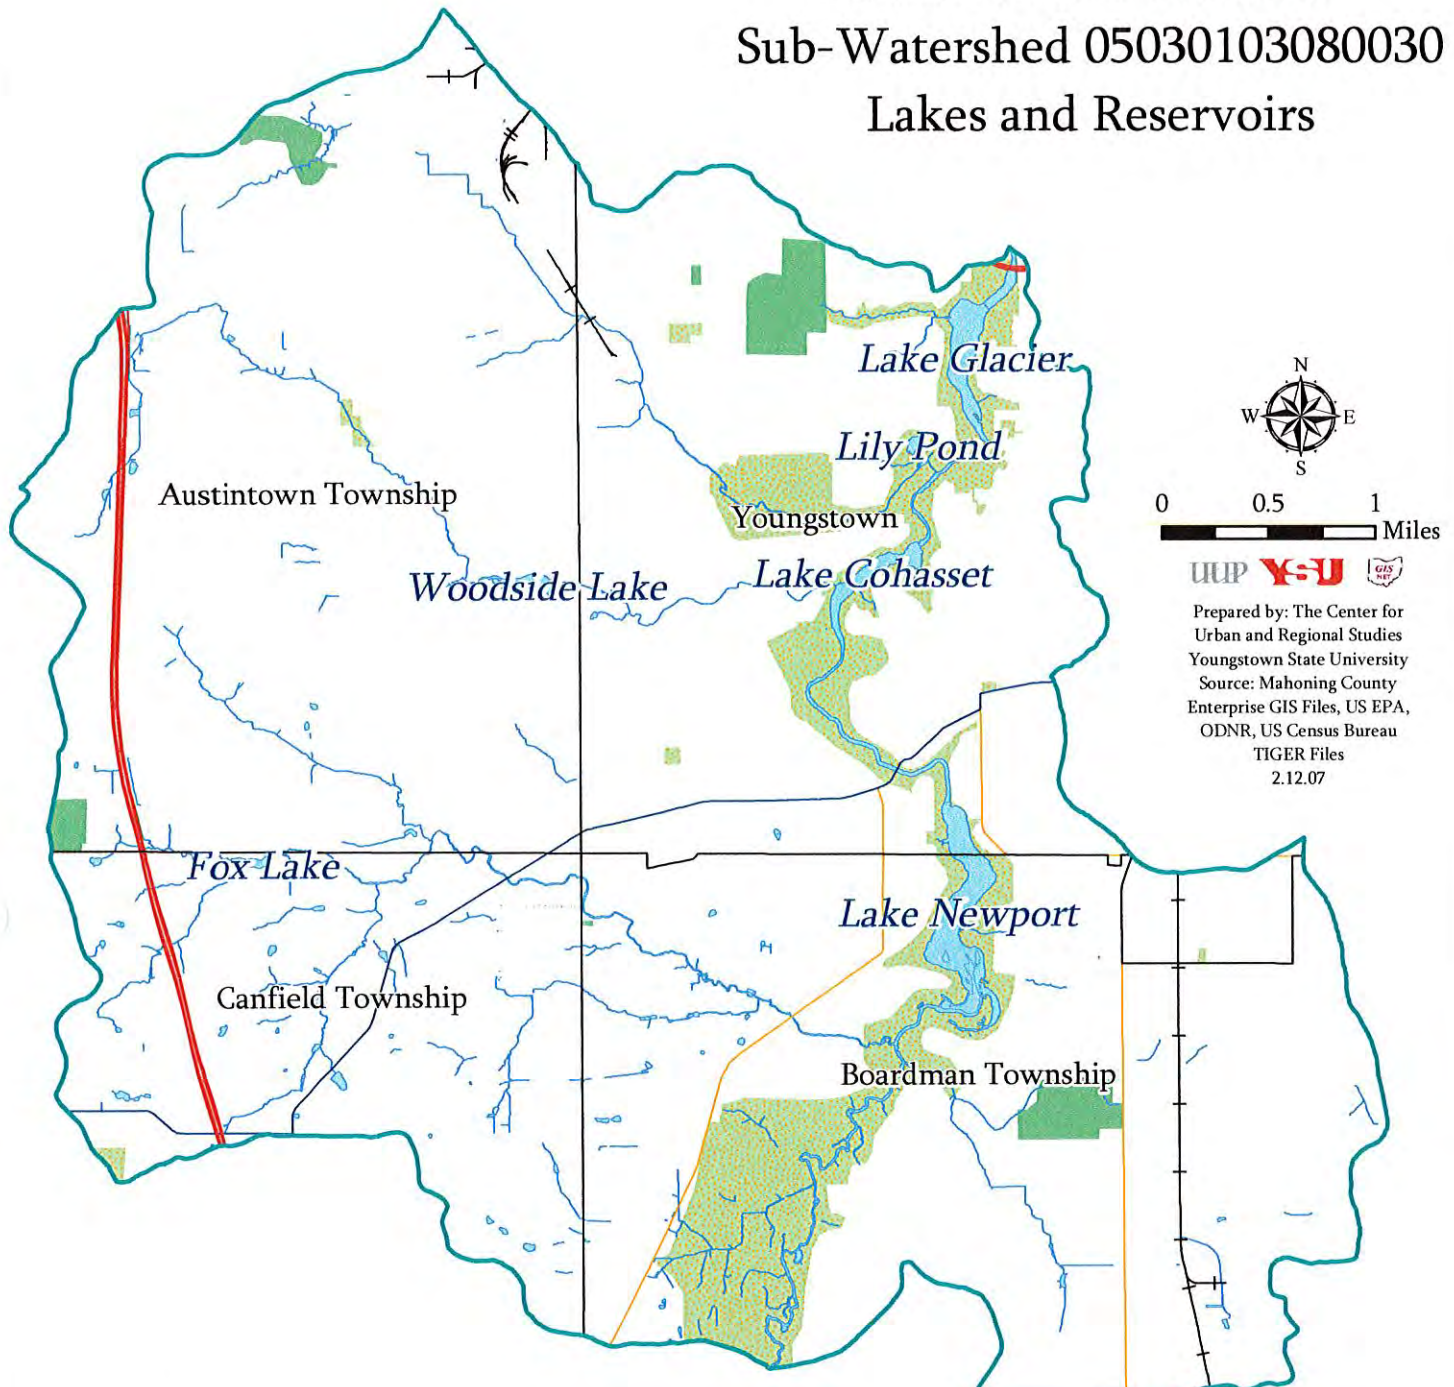 Sub-Watershed 05030103080030
Lakes and Reservoirs
Lake Glacier
Lily Pond
Austintown Township
Youngstown
Woodside Lake
Lake Cohasset
Fox Lake
Lake Newport
Canfield Township
Boardman Township
N
W E
S
0 0.5 1
Miles
UUP YSU GIS NET
Prepared by: The Center for
Urban and Regional Studies
Youngstown State University
Source: Mahoning County
Enterprise GIS Files, US EPA,
ODNR, US Census Bureau
TIGER Files
2.12.07